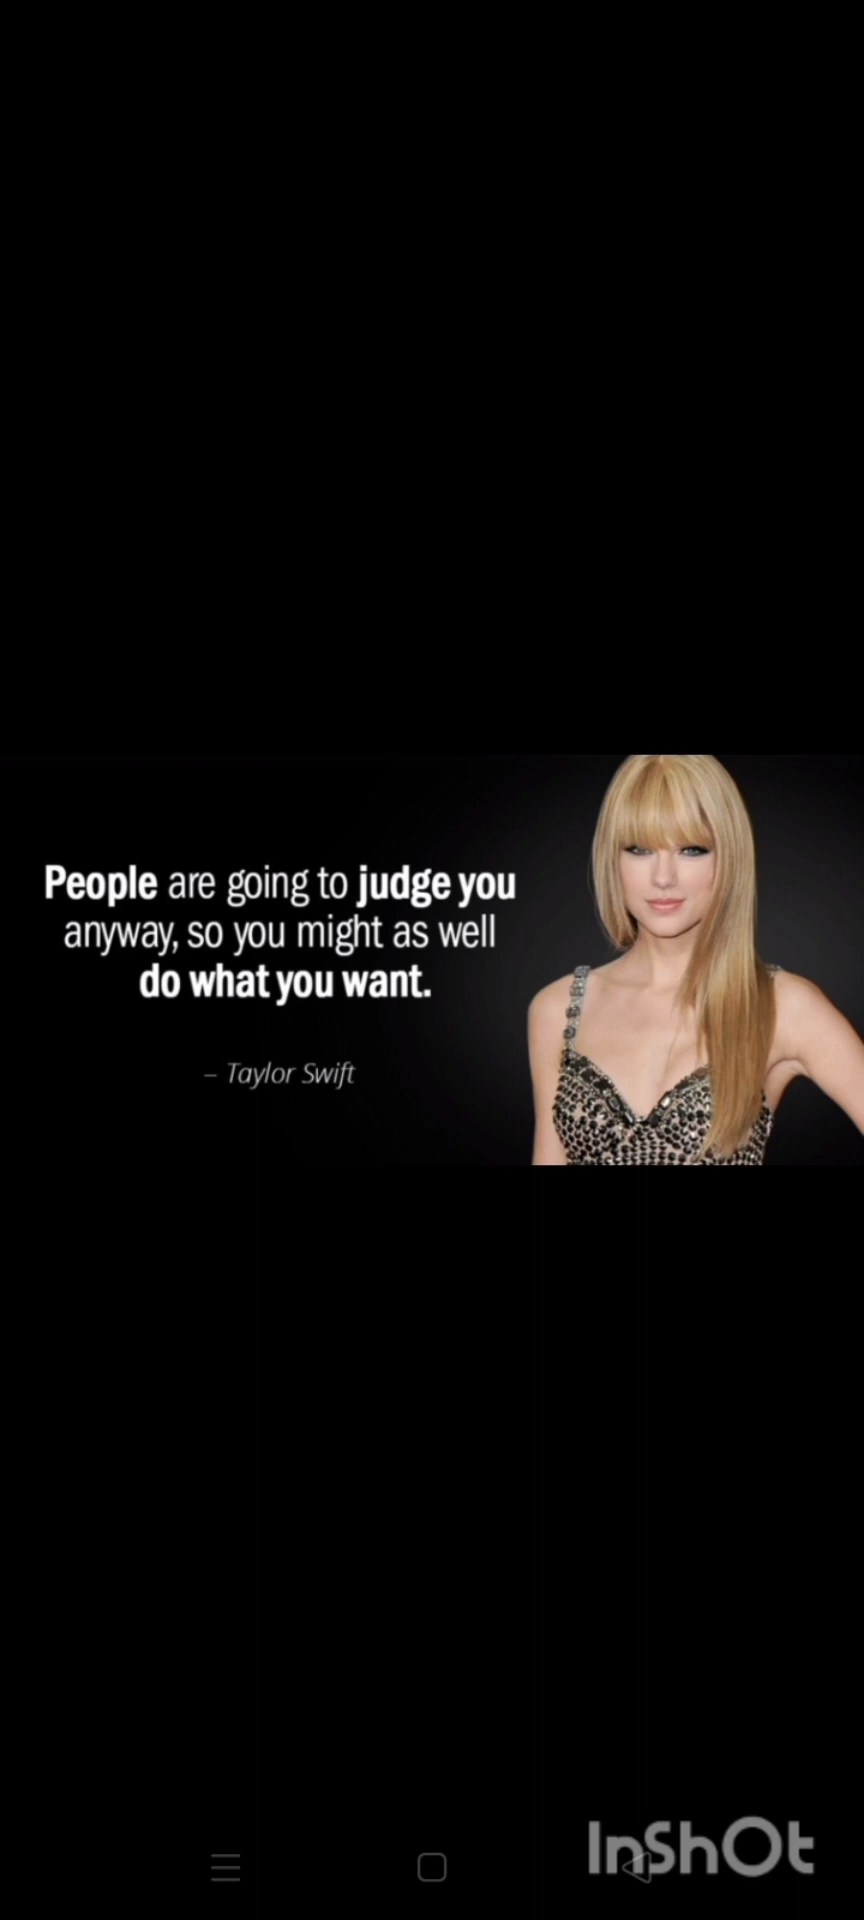 People are going to judge you
anyway, so you might as well
do what you want.
– Taylor Swift
InShOt